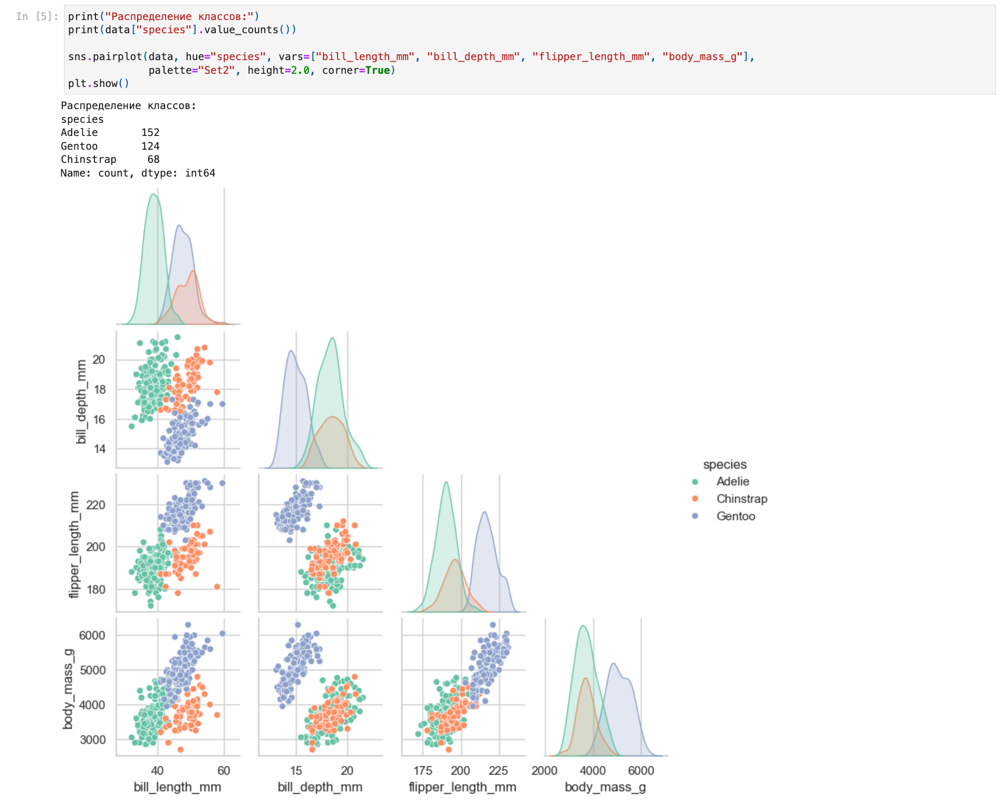 In [5]:
print("Распределение классов:")
print(data["species"].value_counts())
sns.pairplot(data, hue="species", vars=["bill_length_mm", "bill_depth_mm", "flipper_length_mm", "body_mass_g"],
palette="Set2", height=2.0, corner=True)
plt.show()
Распределение классов:
species
Adelie 152
Gentoo 124
Chinstrap 68
Name: count, dtype: int64
bill_depth_mm
20
18
16
14
flipper_length_mm
220
200
180
body_mass_g
6000
5000
4000
3000
species
Adelie
Chinstrap
Gentoo
40 60
bill_length_mm
15 20
bill_depth_mm
175 200 225
flipper_length_mm
2000 4000 6000
body_mass_g